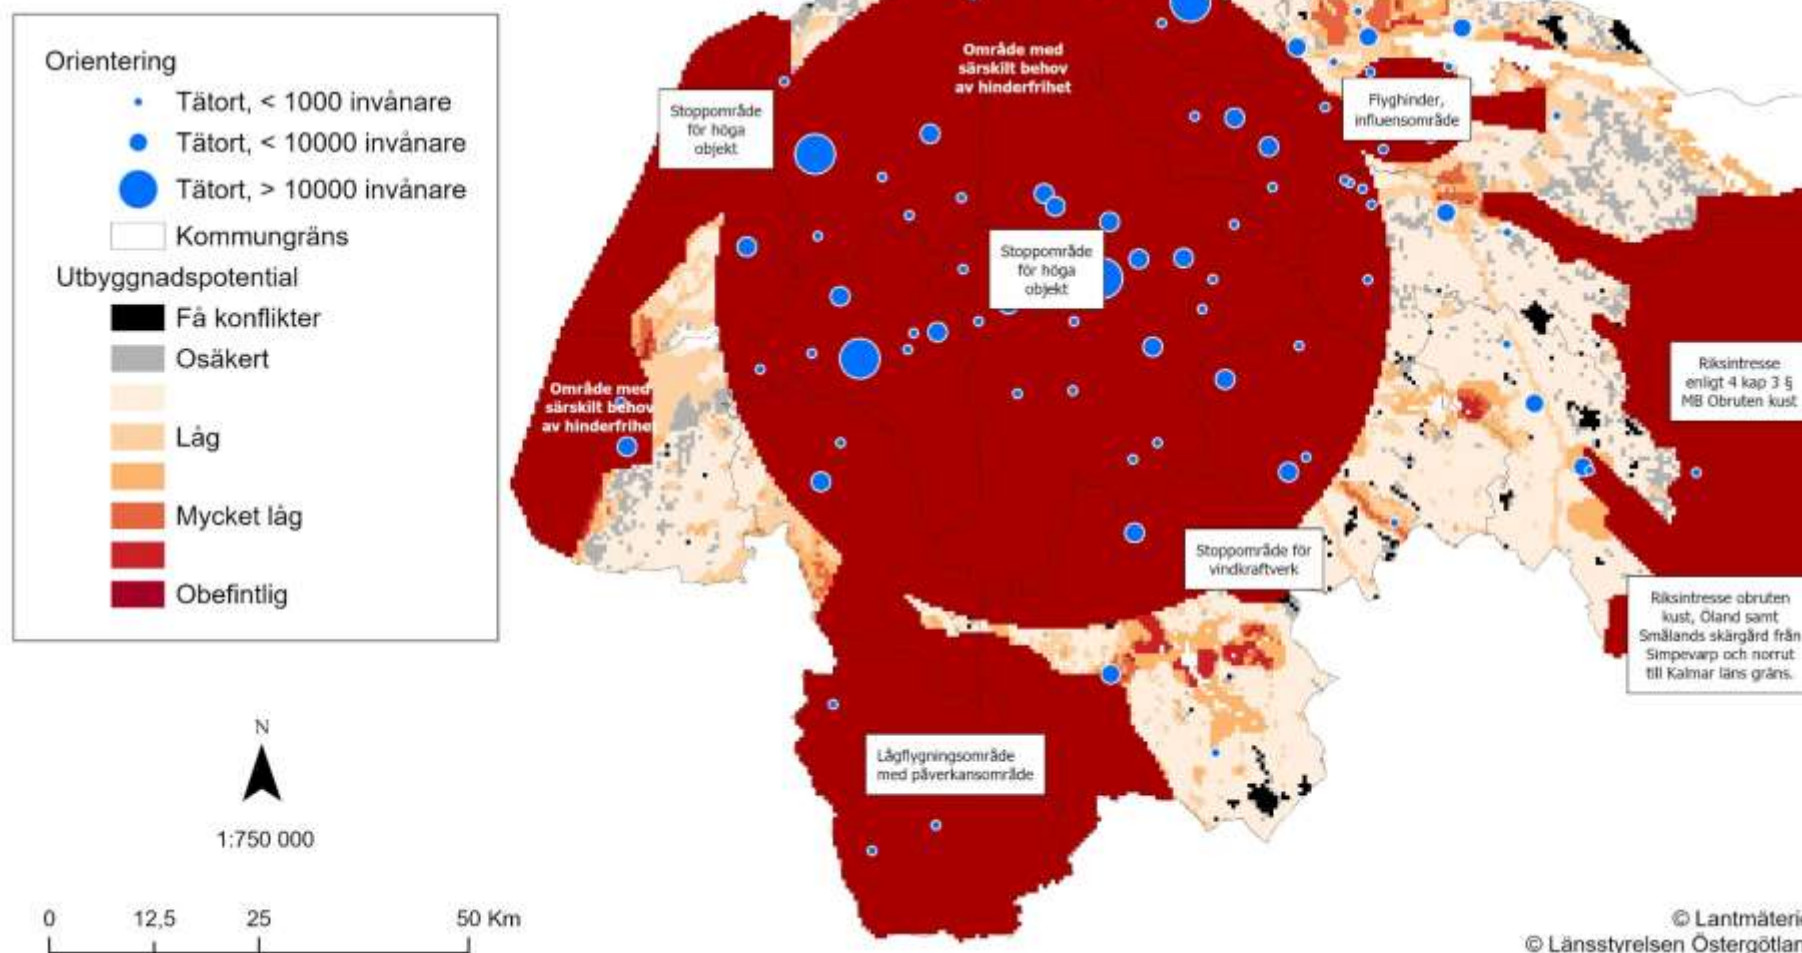 Orientering
Tätort, < 1000 invånare
Tätort, < 10000 invånare
Tätort, > 10000 invånare
Kommungräns
Utbyggnadspotential
Få konflikter
Osäkert
Låg
Mycket låg
Obefintlig
N
1:750 000
0 12,5 25 50 Km
Område med
särskilt behov
av hinderfrihet
Stoppområde
för höga
objekt
Flyghinder,
influensområde
Stoppområde
för höga
objekt
Område med
särskilt behov
av hinderfrihe
Riksintresse
enligt 4 kap 3 §
MB Obruten kust
Stoppområde för
vindkraftverk
Riksintresse obruten
kust, Öland samt
Smålands skärgård från
Simpevarp och norrut
till Kalmar läns gräns.
Lågflygningsområde
med påverkansområde
© Lantmäterie
© Länsstyrelsen Östergötlan